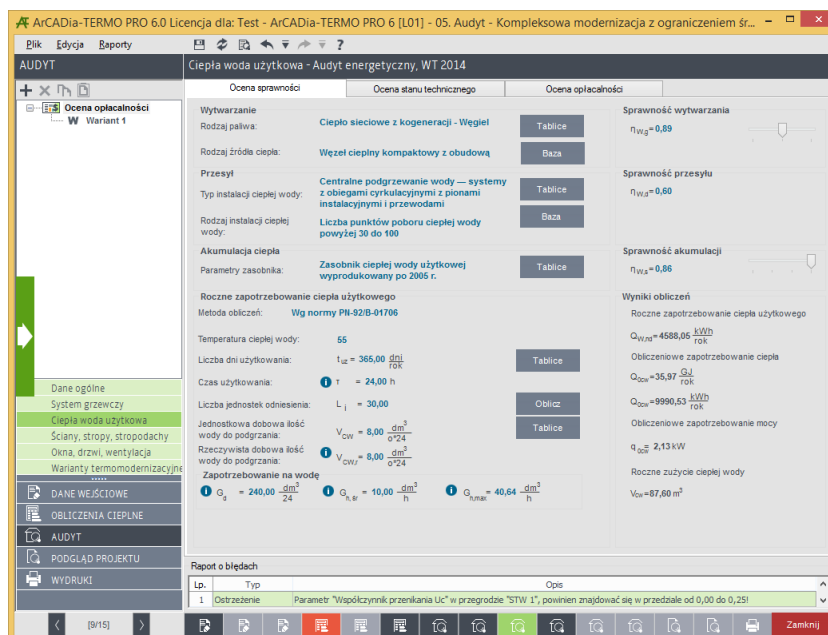 ArCADia-TERMO PRO 6.0 Licencja dla: Test - ArCADia-TERMO PRO 6 [L01] - 05. Audyt - Kompleksowa modernizacja z ograniczeniem śr...
Plik Edycja Raporty
AUDYT
Ciepła woda użytkowa - Audyt energetyczny, WT 2014
Ocena opłacalności
W Wariant 1
Ocena sprawności
Ocena stanu technicznego
Ocena opłacalności
Wytwarzanie
Rodzaj paliwa:
Ciepło sieciowe z kogeneracji - Węgiel
Tablice
Rodzaj źródła ciepła:
Węzeł cieplny kompaktowy z obudową
Baza
Sprawność wytwarzania
ηW,g=0,89
Przesył
Typ instalacji ciepłej wody:
Centralne podgrzewanie wody — systemy
z obiegami cyrkulacyjnymi z pionami
instalacyjnymi i przewodami
Tablice
Rodzaj instalacji ciepłej
wody:
Liczba punktów poboru ciepłej wody
powyżej 30 do 100
Baza
Sprawność przesyłu
ηW,d=0,60
Akumulacja ciepła
Parametry zasobnika:
Zasobnik ciepłej wody użytkowej
wyprodukowany po 2005 r.
Tablice
Sprawność akumulacji
ηW,s=0,86
Roczne zapotrzebowanie ciepła użytkowego
Metoda obliczeń: Wg normy PN-92/B-01706
Temperatura ciepłej wody: 55
Liczba dni użytkowania: tuz = 365,00 dni/rok
Tablice
Czas użytkowania: τ = 24,00 h
Liczba jednostek odniesienia: Li = 30,00
Oblicz
Jednostkowa dobowa ilość
wody do podgrzania:
VCW = 8,00 dm³/o*24
Tablice
Rzeczywista dobowa ilość
wody do podgrzania:
VCW,r = 8,00 dm³/o*24
Zapotrzebowanie na wodę
Gd = 240,00 dm³/24 Gh,śr = 10,00 dm³/h Gh,max = 40,64 dm³/h
Wyniki obliczeń
Roczne zapotrzebowanie ciepła użytkowego
QW,nd=4588,05 kWh/rok
Obliczeniowe zapotrzebowanie ciepła
Q0cw=35,97 GJ/rok
Q0cw=9990,53 kWh/rok
Obliczeniowe zapotrzebowanie mocy
q0cw= 2,13 kW
Roczne zużycie ciepłej wody
Vcw=87,60 m³
Dane ogólne
System grzewczy
Ciepła woda użytkowa
Ściany, stropy, stropodachy
Okna, drzwi, wentylacja
Warianty termomodernizacyjne
DANE WEJŚCIOWE
OBLICZENIA CIEPLNE
AUDYT
PODGLĄD PROJEKTU
WYDRUKI
Raport o błędach
Lp. Typ Opis
1 Ostrzeżenie Parametr "Współczynnik przenikania Uc" w przegrodzie "STW 1", powinien znajdować się w przedziale od 0,00 do 0,25!
[9/15]
Zamknij